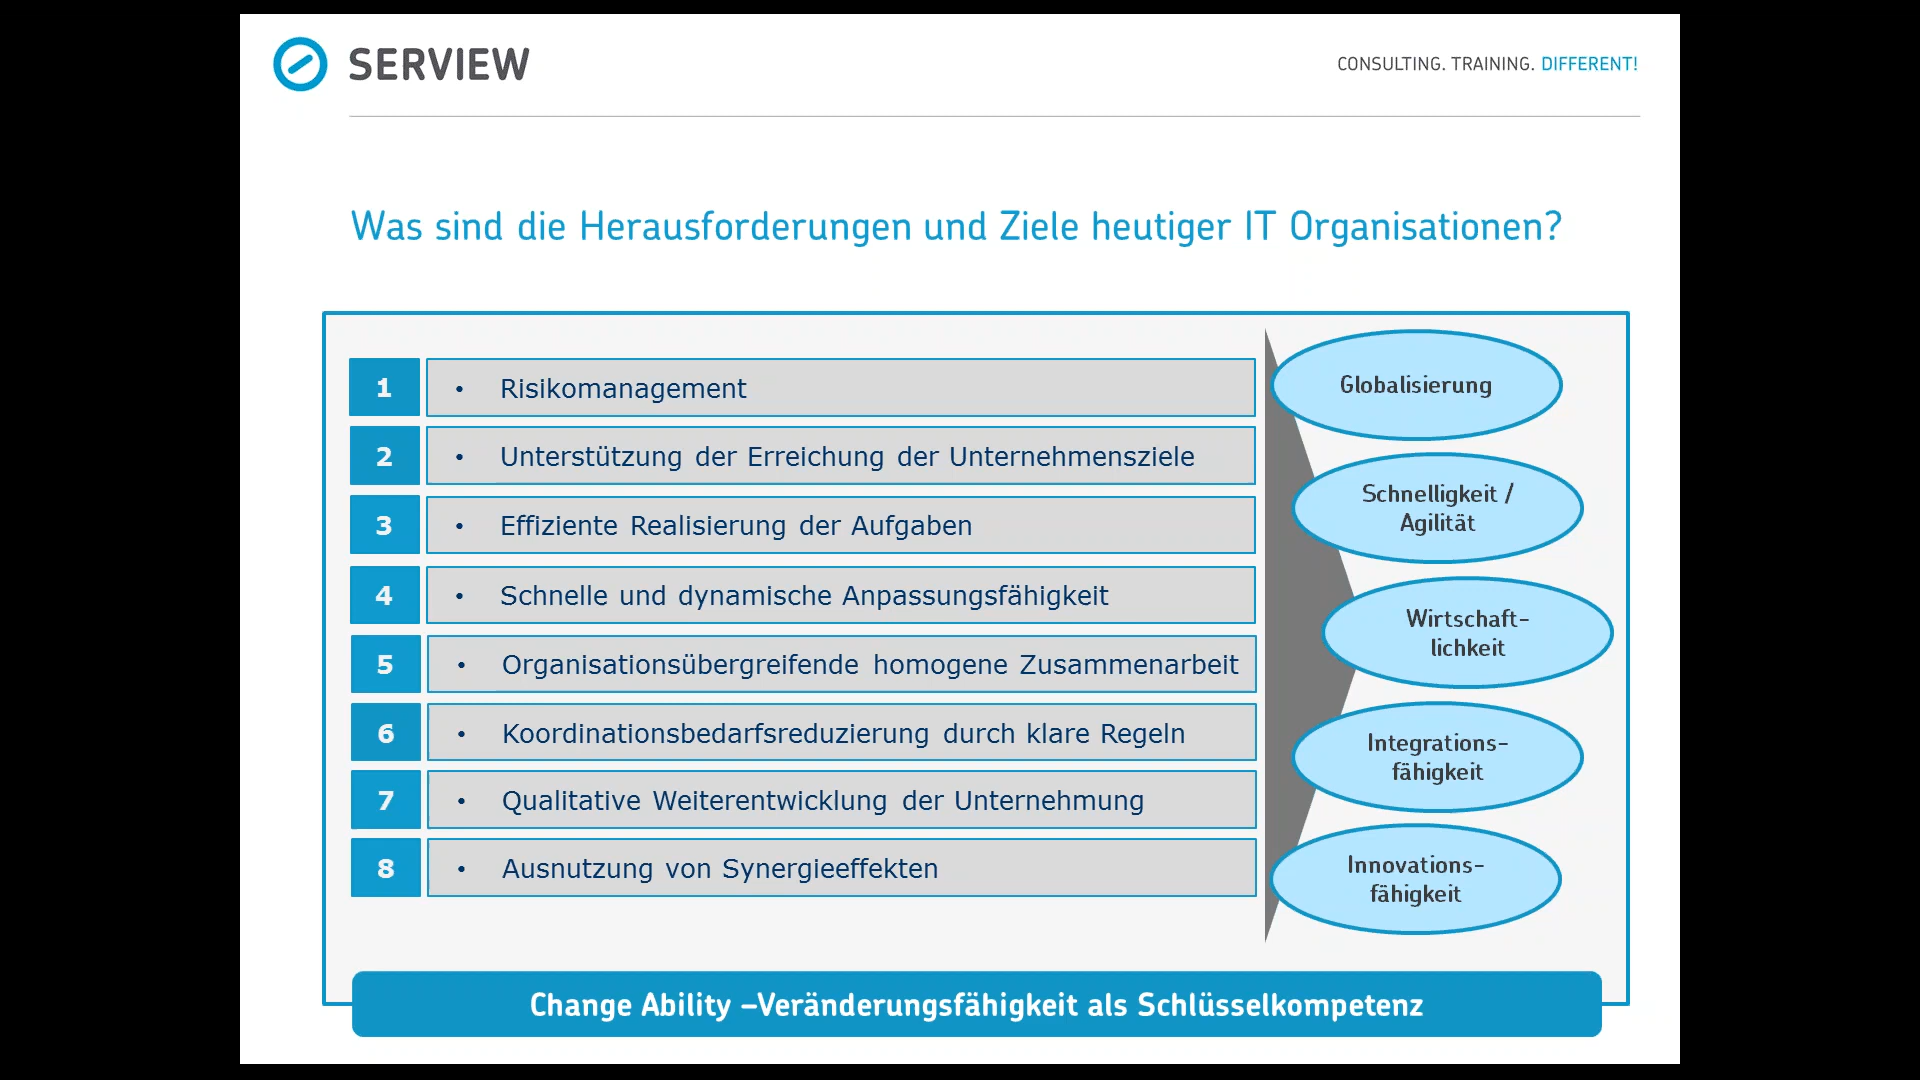 SERVIEW
CONSULTING. TRAINING. DIFFERENT!
Was sind die Herausforderungen und Ziele heutiger IT Organisationen?
1 • Risikomanagement
2 • Unterstützung der Erreichung der Unternehmensziele
3 • Effiziente Realisierung der Aufgaben
4 • Schnelle und dynamische Anpassungsfähigkeit
5 • Organisationsübergreifende homogene Zusammenarbeit
6 • Koordinationsbedarfsreduzierung durch klare Regeln
7 • Qualitative Weiterentwicklung der Unternehmung
8 • Ausnutzung von Synergieeffekten
Globalisierung
Schnelligkeit /
Agilität
Wirtschaft-
lichkeit
Integrations-
fähigkeit
Innovations-
fähigkeit
Change Ability –Veränderungsfähigkeit als Schlüsselkompetenz